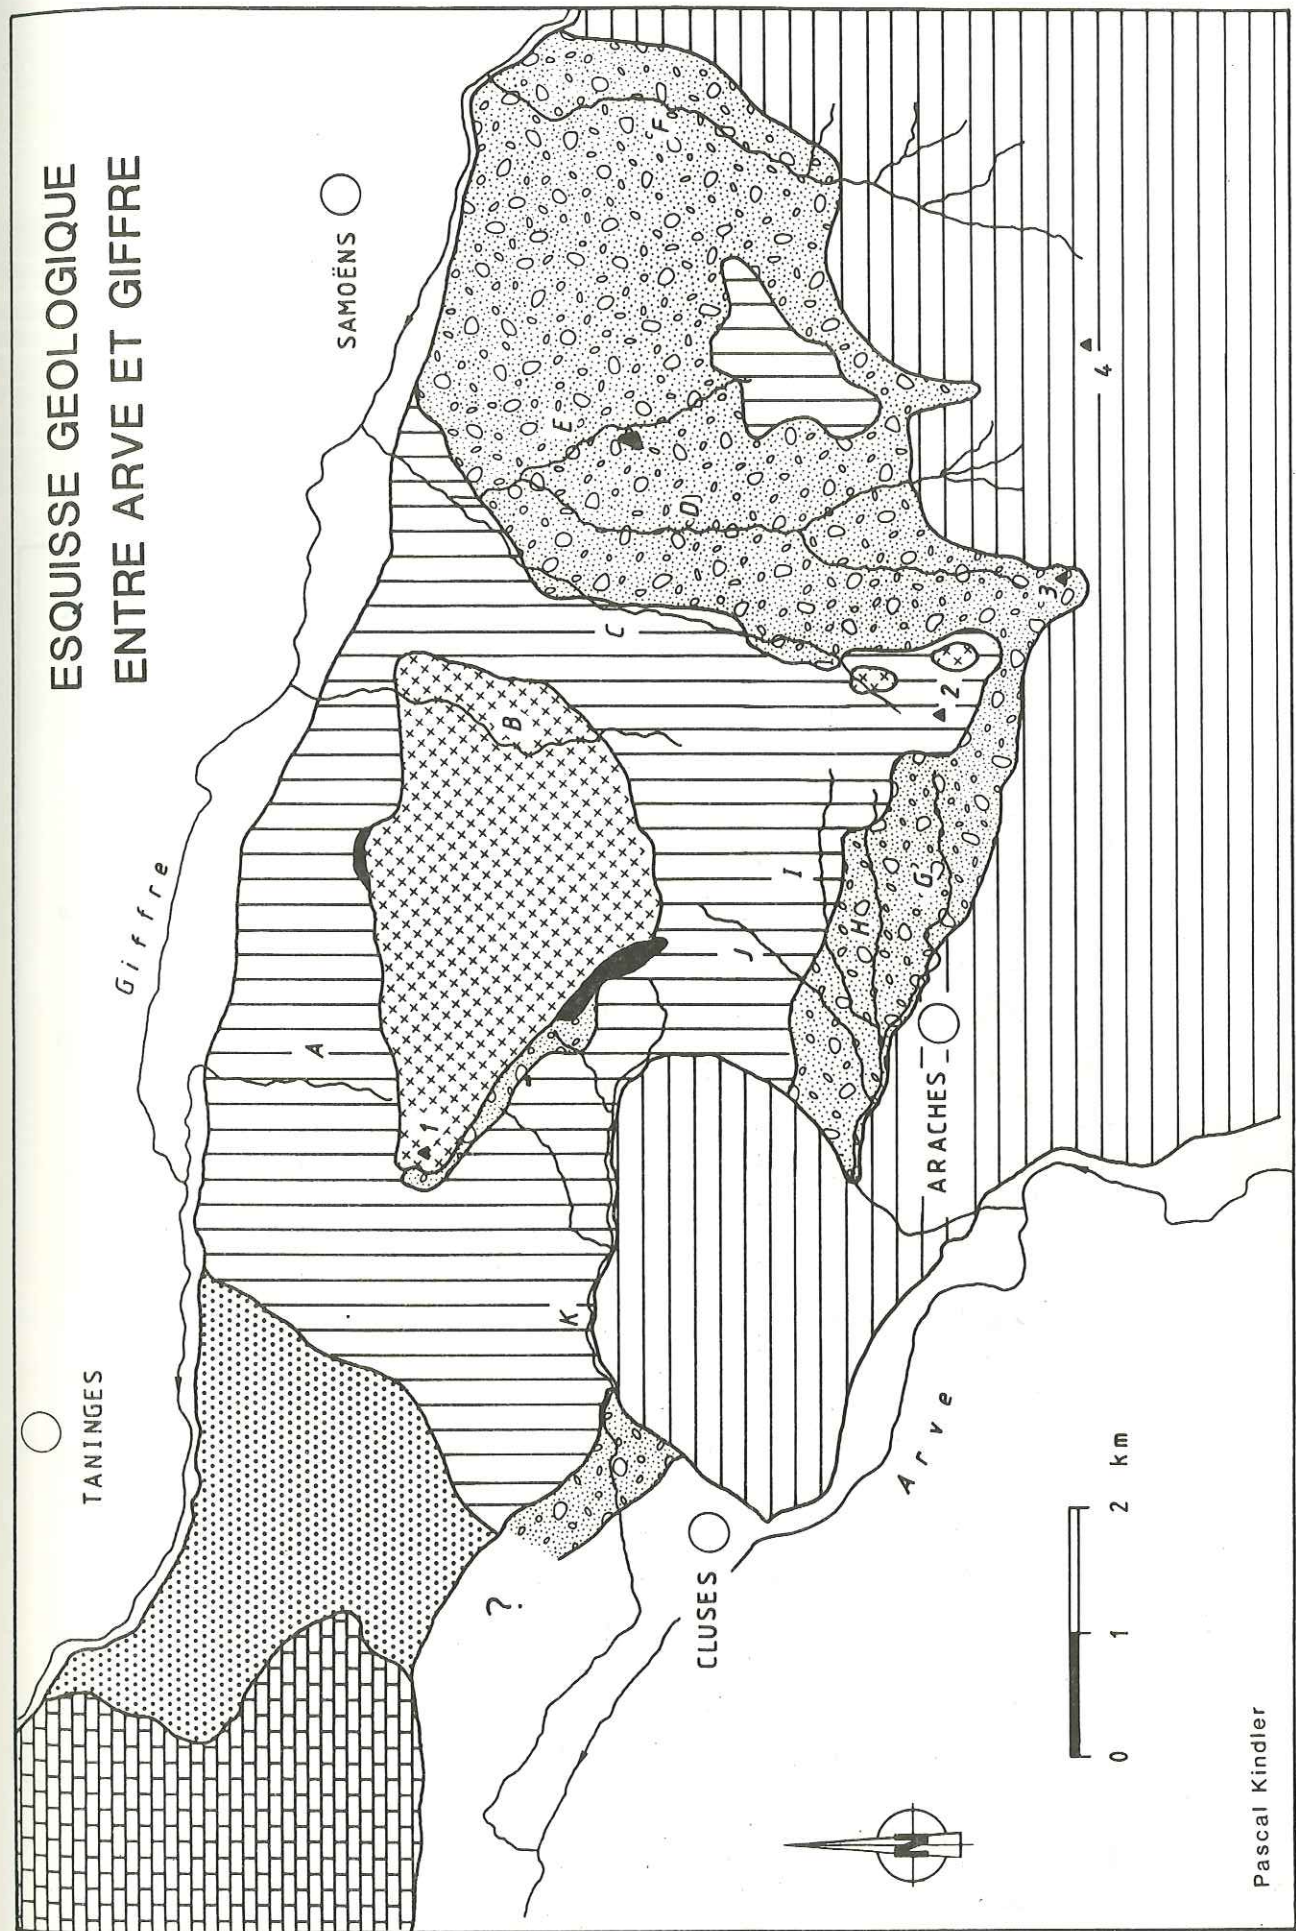 ESQUISSE GEOLOGIQUE
ENTRE ARVE ET GIFFRE
TANINGES
SAMOËNS
Giffre
A
B
C
D
E
F
1
K
J
I
H
G
2
3
4
?
CLUSES
ARACHES
Arve
N
0 1 2 km
Pascal Kindler